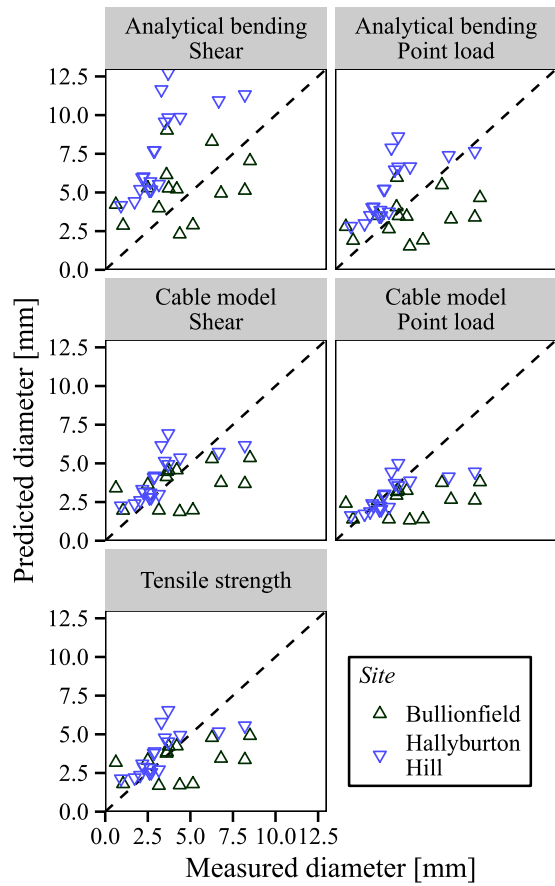 Analytical bending
Shear
Analytical bending
Point load
12.5
10.0
7.5
5.0
2.5
0.0
Cable model
Shear
Cable model
Point load
12.5
10.0
7.5
5.0
2.5
0.0
Predicted diameter [mm]
Tensile strength
12.5
10.0
7.5
5.0
2.5
0.0
0.0 2.5 5.0 7.5 10.0 12.5
Measured diameter [mm]
Site
Bullionfield
Hallyburton
Hill